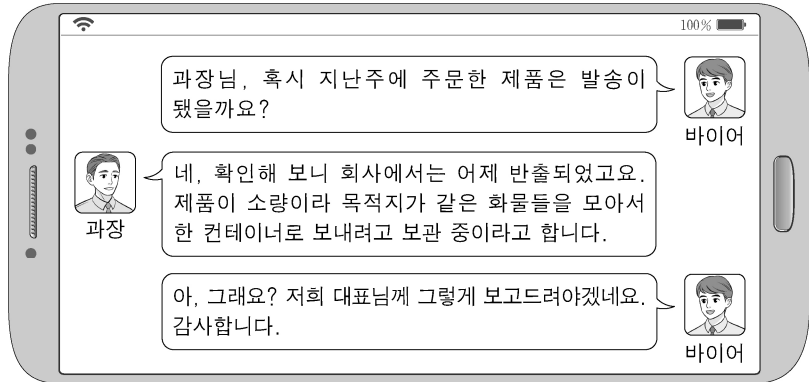 100%
과장님, 혹시 지난주에 주문한 제품은 발송이
됐을까요?
바이어
네, 확인해 보니 회사에서는 어제 반출되었고요.
제품이 소량이라 목적지가 같은 화물들을 모아서
한 컨테이너로 보내려고 보관 중이라고 합니다.
과장
아, 그래요? 저희 대표님께 그렇게 보고드려야겠네요.
감사합니다.
바이어